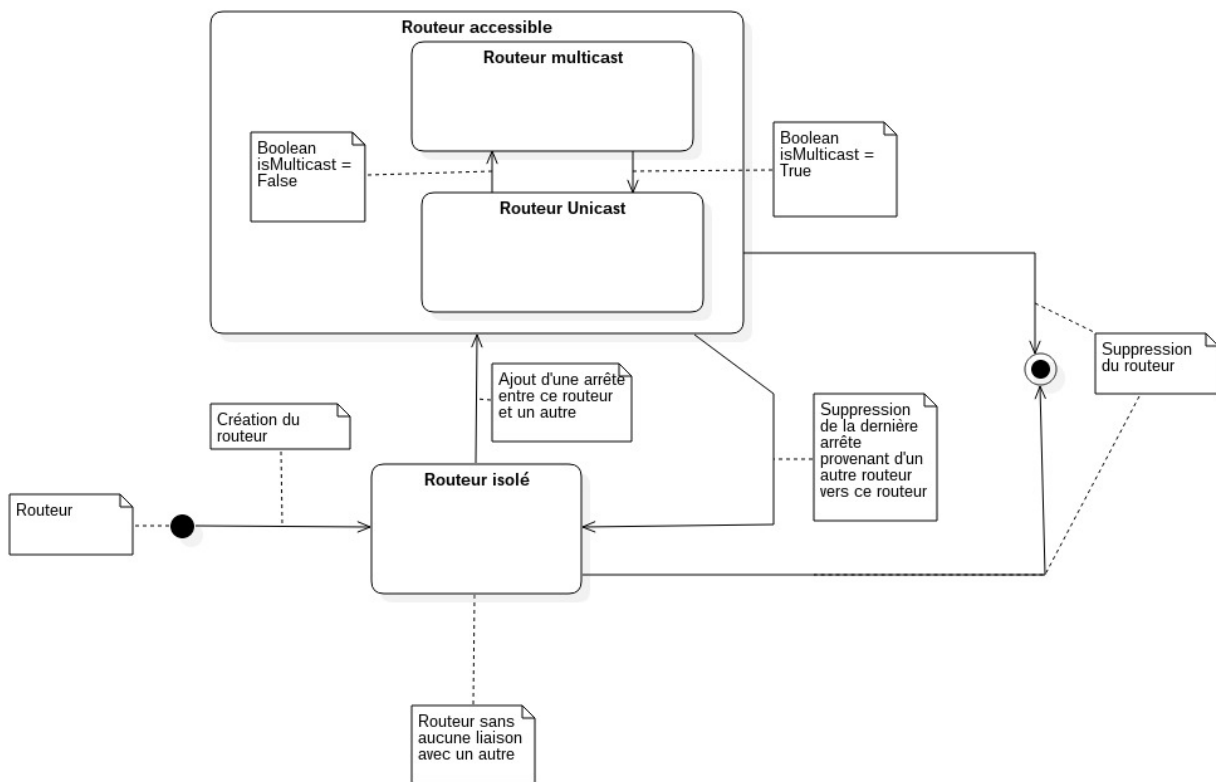 Routeur accessible
Routeur multicast
Boolean
isMulticast =
False
Boolean
isMulticast =
True
Routeur Unicast
Ajout d'une arrête
entre ce routeur
et un autre
Suppression
du routeur
Création du
routeur
Suppression
de la dernière
arrête
provenant d'un
autre routeur
vers ce routeur
Routeur isolé
Routeur
Routeur sans
aucune liaison
avec un autre